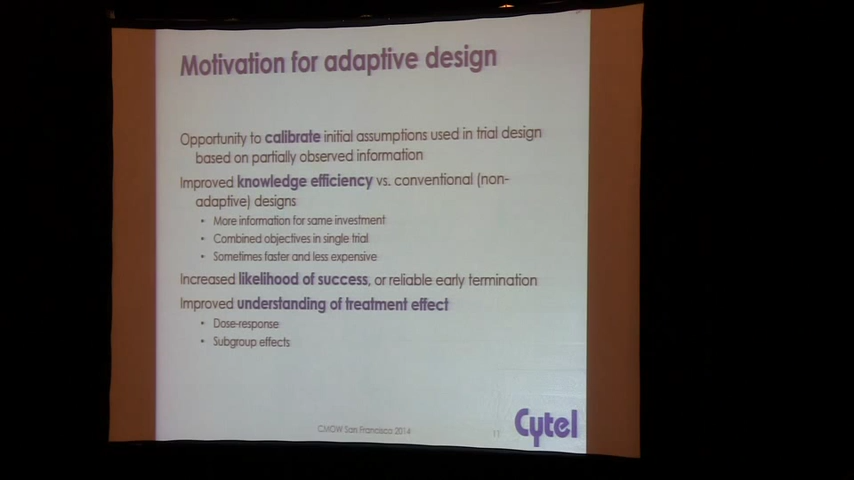 Motivation for adaptive design
Opportunity to calibrate initial assumptions used in trial design
based on partially observed information
Improved knowledge efficiency vs. conventional (non-
adaptive) designs
• More information for same investment
• Combined objectives in single trial
• Sometimes faster and less expensive
Increased likelihood of success, or reliable early termination
Improved understanding of treatment effect
• Dose-response
• Subgroup effects
CMOW San Francisco 2014
11
Cytel